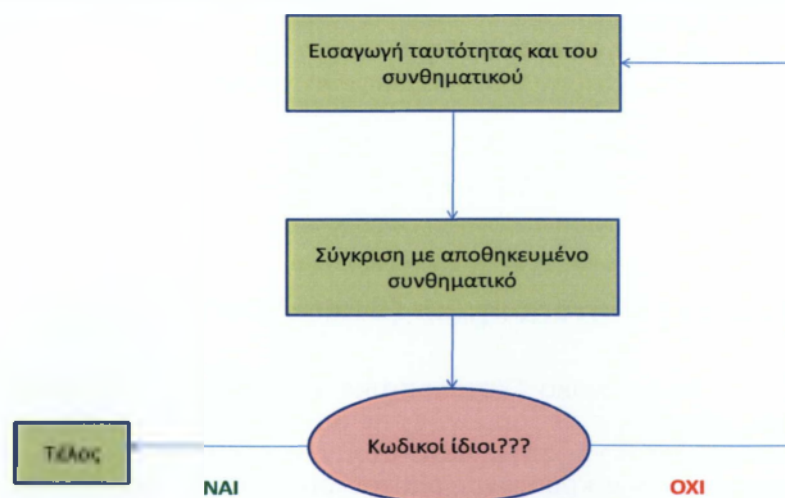 Εισαγωγή ταυτότητας και του
συνθηματικού
Σύγκριση με αποθηκευμένο
συνθηματικό
Κωδικοί ίδιοι???
Τέλος
ΝΑΙ
ΟΧΙ